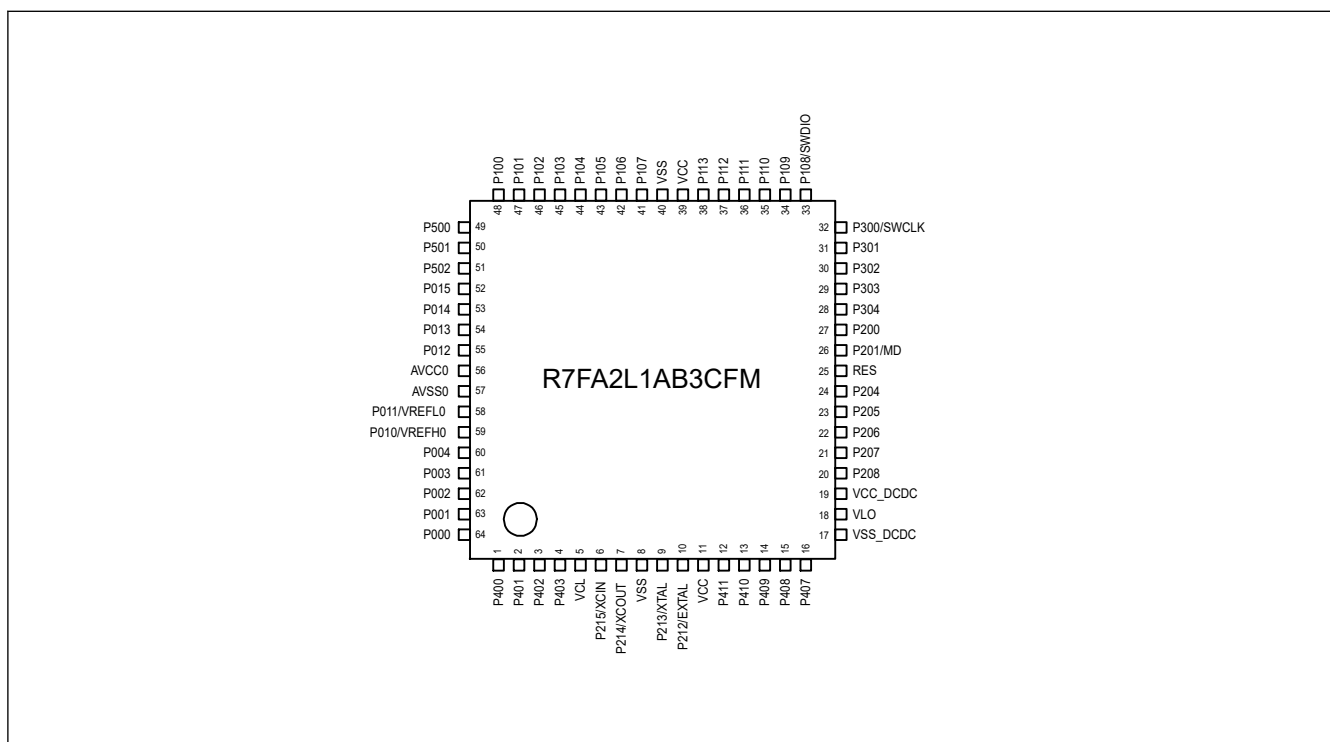 P100
P101
P102
P103
P104
P105
P106
P107
VSS
VCC
P113
P112
P111
P110
P109
P108/SWDIO
48
47
46
45
44
43
42
41
40
39
38
37
36
35
34
33
P500 49
P501 50
P502 51
P015 52
P014 53
P013 54
P012 55
AVCC0 56
AVSS0 57
P011/VREFL0 58
P010/VREFH0 59
P004 60
P003 61
P002 62
P001 63
P000 64
R7FA2L1AB3CFM
32 P300/SWCLK
31 P301
30 P302
29 P303
28 P304
27 P200
26 P201/MD
25 RES
24 P204
23 P205
22 P206
21 P207
20 P208
19 VCC_DCDC
18 VLO
17 VSS_DCDC
1
2
3
4
5
6
7
8
9
10
11
12
13
14
15
16
P400
P401
P402
P403
VCL
P215/XCIN
P214/XCOUT
VSS
P213/XTAL
P212/EXTAL
VCC
P411
P410
P409
P408
P407